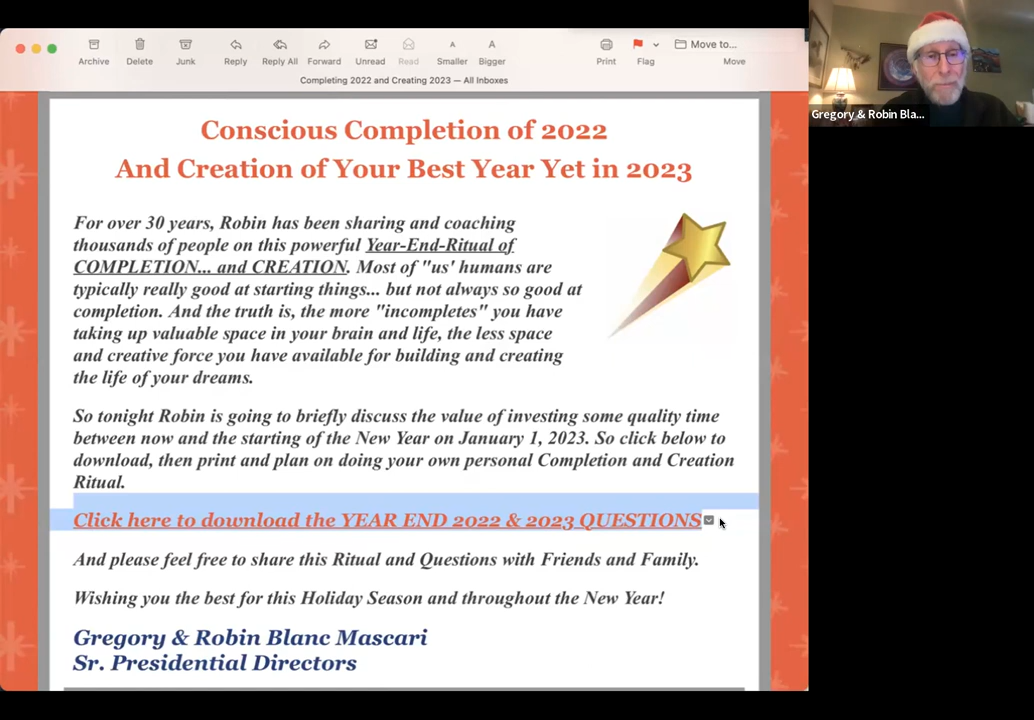 Archive Delete Junk Reply Reply All Forward Unread Read Smaller Bigger Print Flag Move to... Move
Completing 2022 and Creating 2023 — All Inboxes
Gregory & Robin Bla...
Conscious Completion of 2022
And Creation of Your Best Year Yet in 2023
For over 30 years, Robin has been sharing and coaching
thousands of people on this powerful Year-End-Ritual of
COMPLETION... and CREATION. Most of "us' humans are
typically really good at starting things... but not always so good at
completion. And the truth is, the more "incompletes" you have
taking up valuable space in your brain and life, the less space
and creative force you have available for building and creating
the life of your dreams.
So tonight Robin is going to briefly discuss the value of investing some quality time
between now and the starting of the New Year on January 1, 2023. So click below to
download, then print and plan on doing your own personal Completion and Creation
Ritual.
Click here to download the YEAR END 2022 & 2023 QUESTIONS
And please feel free to share this Ritual and Questions with Friends and Family.
Wishing you the best for this Holiday Season and throughout the New Year!
Gregory & Robin Blanc Mascari
Sr. Presidential Directors